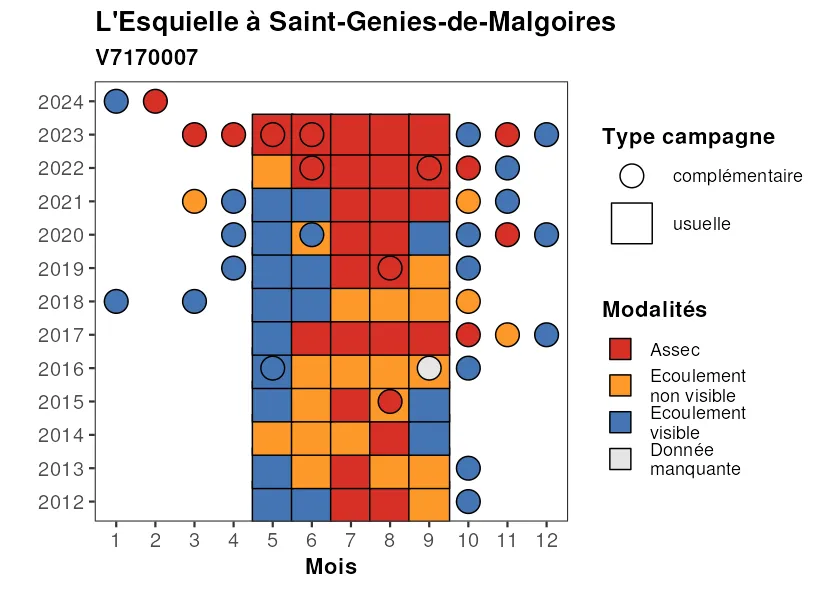 L'Esquielle à Saint-Genies-de-Malgoires
V7170007
2024
2023
2022
2021
2020
2019
2018
2017
2016
2015
2014
2013
2012
1 2 3 4 5 6 7 8 9 10 11 12
Mois
Type campagne
complémentaire
usuelle
Modalités
Assec
Ecoulement
non visible
Ecoulement
visible
Donnée
manquante